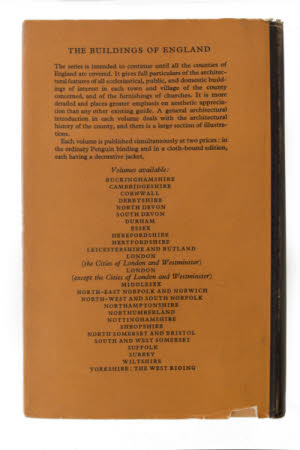 THE BUILDINGS OF ENGLAND
The series is intended to continue until all the counties of
England are covered. It gives full particulars of the architec-
tural features of all ecclesiastical, public, and domestic build-
ings of interest in each town and village of the county
concerned, and of the furnishings of churches. It is more
detailed and places greater emphasis on aesthetic apprecia-
tion than any other existing guide. A general architectural
introduction in each volume deals with the architectural
history of the county, and there is a large section of illustra-
tions.
Each volume is published simultaneously at two prices: in
the ordinary Penguin binding and in a cloth-bound edition,
each having a decorative jacket.
Volumes available:
BUCKINGHAMSHIRE
CAMBRIDGESHIRE
CORNWALL
DERBYSHIRE
NORTH DEVON
SOUTH DEVON
DURHAM
ESSEX
HEREFORDSHIRE
HERTFORDSHIRE
LEICESTERSHIRE AND RUTLAND
LONDON
(the Cities of London and Westminster)
LONDON
(except the Cities of London and Westminster)
MIDDLESEX
NORTH-EAST NORFOLK AND NORWICH
NORTH-WEST AND SOUTH NORFOLK
NORTHAMPTONSHIRE
NORTHUMBERLAND
NOTTINGHAMSHIRE
SHROPSHIRE
NORTH SOMERSET AND BRISTOL
SOUTH AND WEST SOMERSET
SUFFOLK
SURREY
WILTSHIRE
YORKSHIRE: THE WEST RIDING